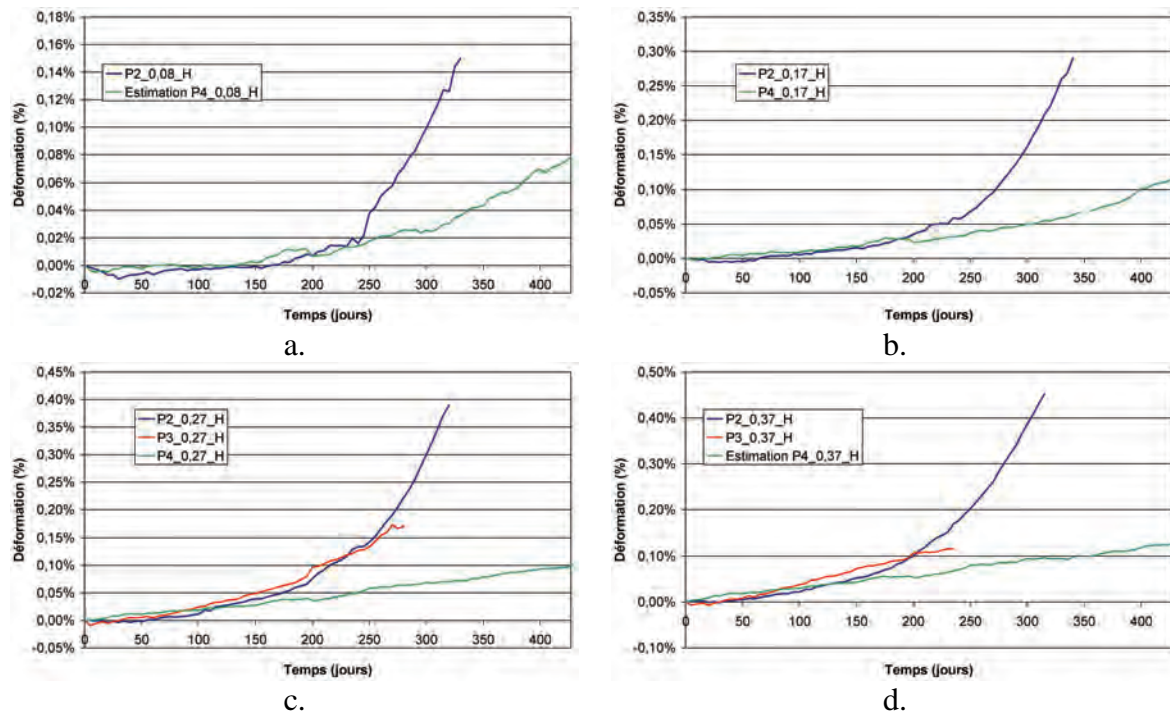 0,18%
0,16%
0,14%
0,12%
0,10%
0,08%
0,06%
0,04%
0,02%
0,00%
-0,02%
Déformation (%)
P2_0,08_H
Estimation P4_0,08_H
0 50 100 150 200 250 300 350 400
Temps (jours)
a.
0,35%
0,30%
0,25%
0,20%
0,15%
0,10%
0,05%
0,00%
-0,05%
Déformation (%)
P2_0,17_H
P4_0,17_H
0 50 100 150 200 250 300 350 400
Temps (jours)
b.
0,45%
0,40%
0,35%
0,30%
0,25%
0,20%
0,15%
0,10%
0,05%
0,00%
-0,05%
Déformation (%)
P2_0,27_H
P3_0,27_H
P4_0,27_H
0 50 100 150 200 250 300 350 400
Temps (jours)
c.
0,50%
0,40%
0,30%
0,20%
0,10%
0,00%
-0,10%
Déformation (%)
P2_0,37_H
P3_0,37_H
Estimation P4_0,37_H
0 50 100 150 200 250 300 350 400
Temps (jours)
d.